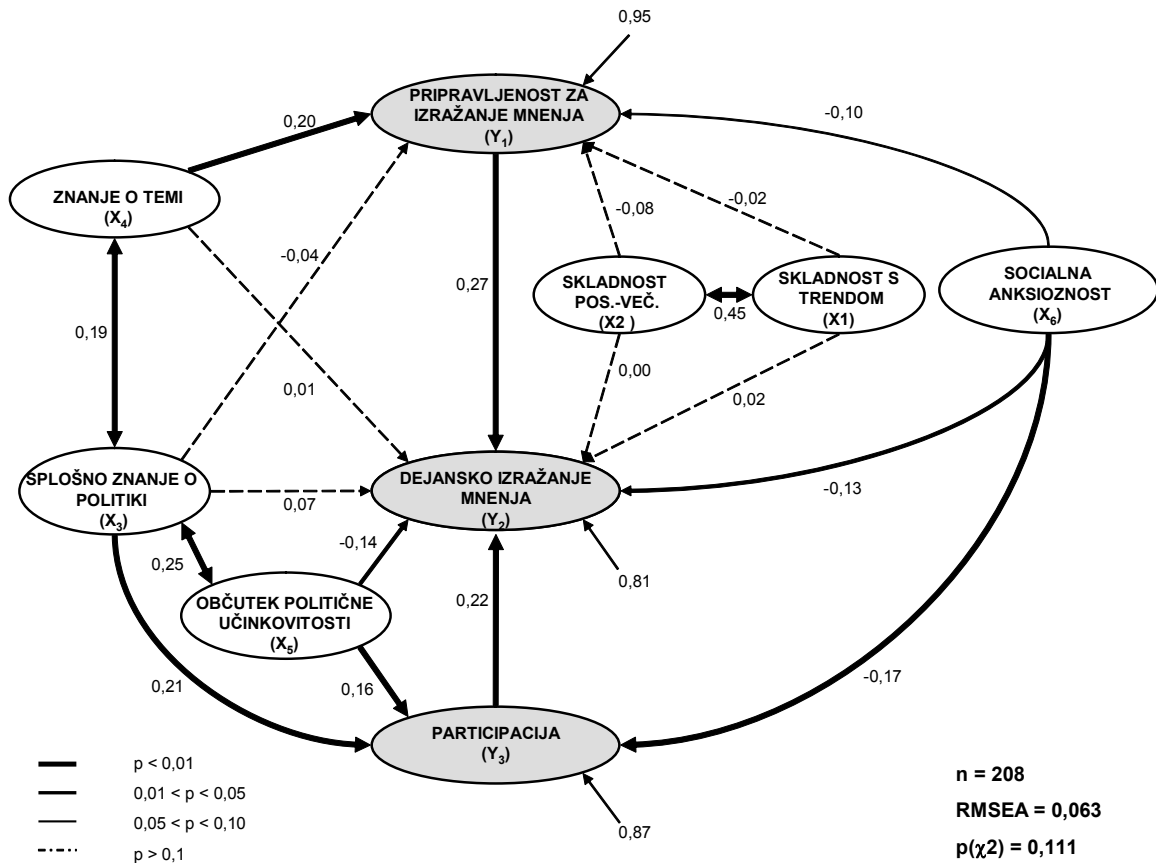 0,95
PRIPRAVLJENOST ZA
IZRAŽANJE MNENJA
(Y₁)
0,20
-0,10
ZNANJE O TEMI
(X₄)
-0,08
-0,02
-0,04
0,27
SKLADNOST
POS.-VEČ.
(X2 )
0,45
SKLADNOST S
TRENDOM
(X1)
SOCIALNA
ANKSIOZNOST
(X₆)
0,19
0,01
0,00
0,02
SPLOŠNO ZNANJE O
POLITIKI
(X₃)
0,07
DEJANSKO IZRAŽANJE
MNENJA
(Y₂)
-0,13
0,25
-0,14
0,81
OBČUTEK POLITIČNE
UČINKOVITOSTI
(X₅)
0,22
0,21
0,16
-0,17
PARTICIPACIJA
(Y₃)
0,87
p < 0,01
0,01 < p < 0,05
0,05 < p < 0,10
p > 0,1
n = 208
RMSEA = 0,063
p(χ2) = 0,111